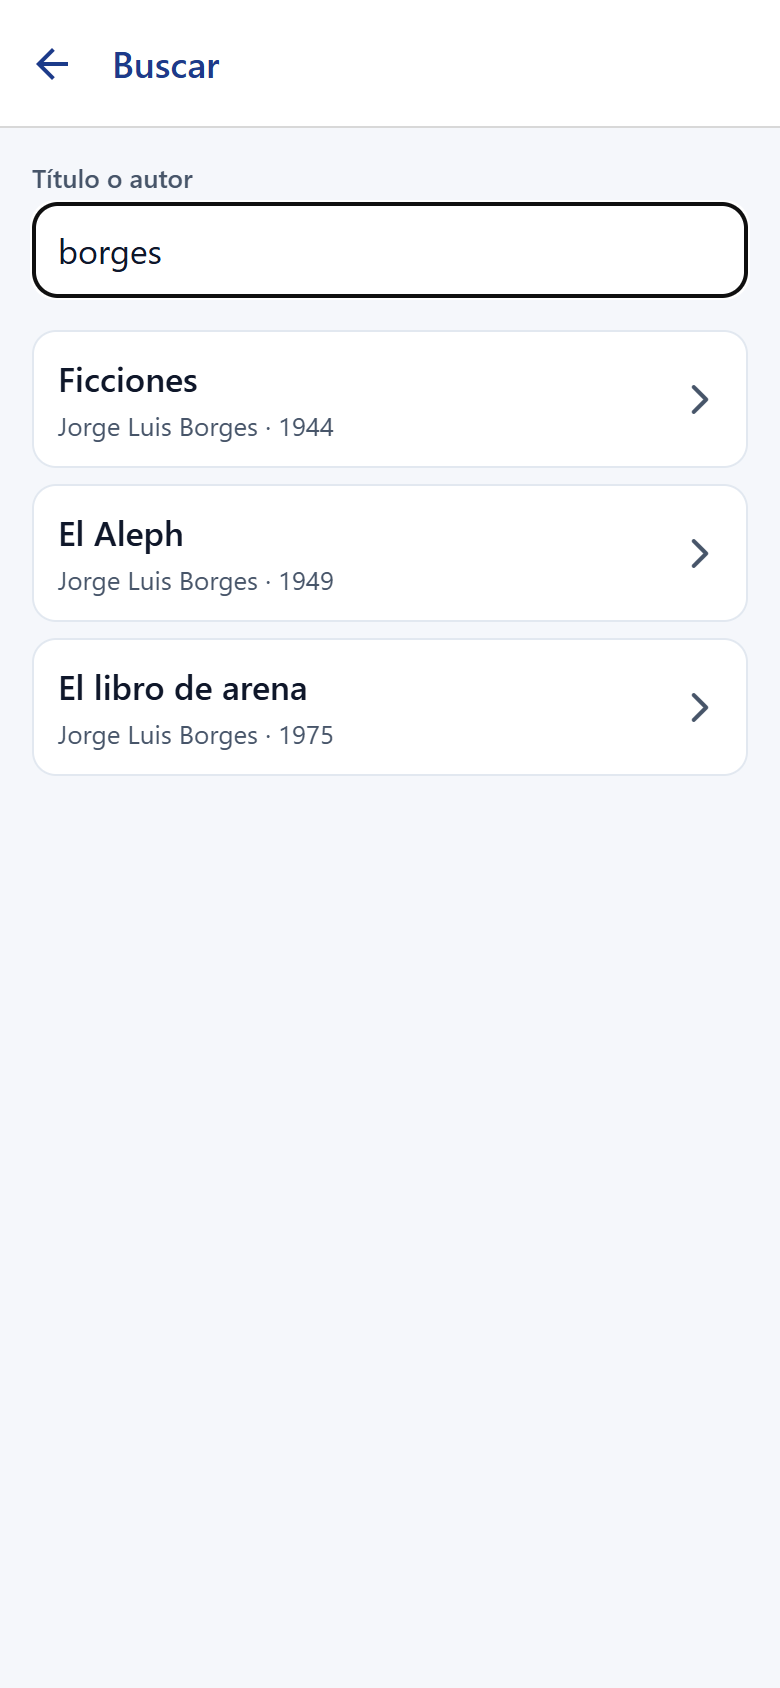 Buscar
Título o autor
borges
Ficciones
Jorge Luis Borges · 1944
El Aleph
Jorge Luis Borges · 1949
El libro de arena
Jorge Luis Borges · 1975